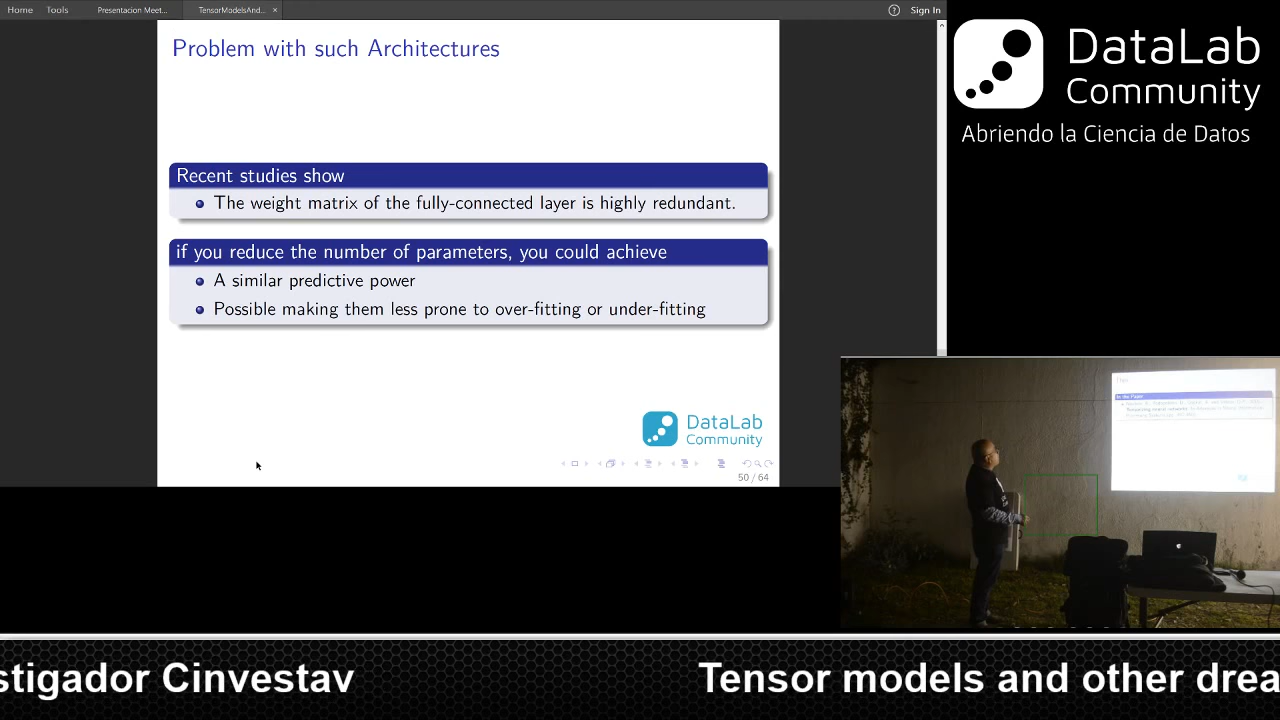 Home Tools Presentacion Meet... TensorModelsAnd... × Sign In
Problem with such Architectures
Recent studies show
The weight matrix of the fully-connected layer is highly redundant.
if you reduce the number of parameters, you could achieve
A similar predictive power
Possible making them less prone to over-fitting or under-fitting
DataLab
Community
50 / 64
DataLab
Community
Abriendo la Ciencia de Datos
stigador Cinvestav
Tensor models and other drea